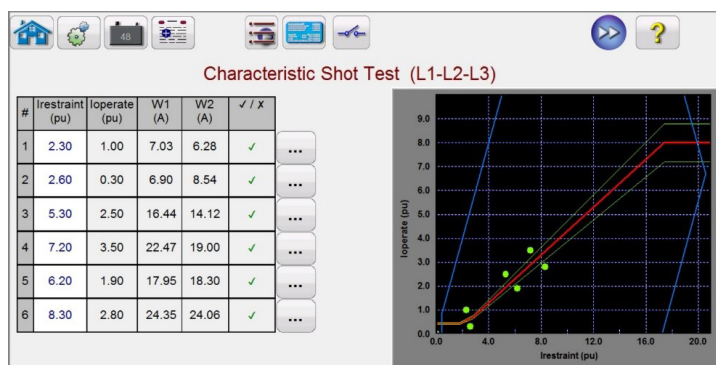 48
Characteristic Shot Test (L1-L2-L3)
# Irestraint (pu) Ioperate (pu) W1 (A) W2 (A) ✓ / ✗
1 2.30 1.00 7.03 6.28 ✓ ...
2 2.60 0.30 6.90 8.54 ✓ ...
3 5.30 2.50 16.44 14.12 ✓ ...
4 7.20 3.50 22.47 19.00 ✓ ...
5 6.20 1.90 17.95 18.30 ✓ ...
6 8.30 2.80 24.35 24.06 ✓ ...
Ioperate (pu)
9.0
8.0
7.0
6.0
5.0
4.0
3.0
2.0
1.0
0.0
0.0 4.0 8.0 12.0 16.0 20.0
Irestraint (pu)